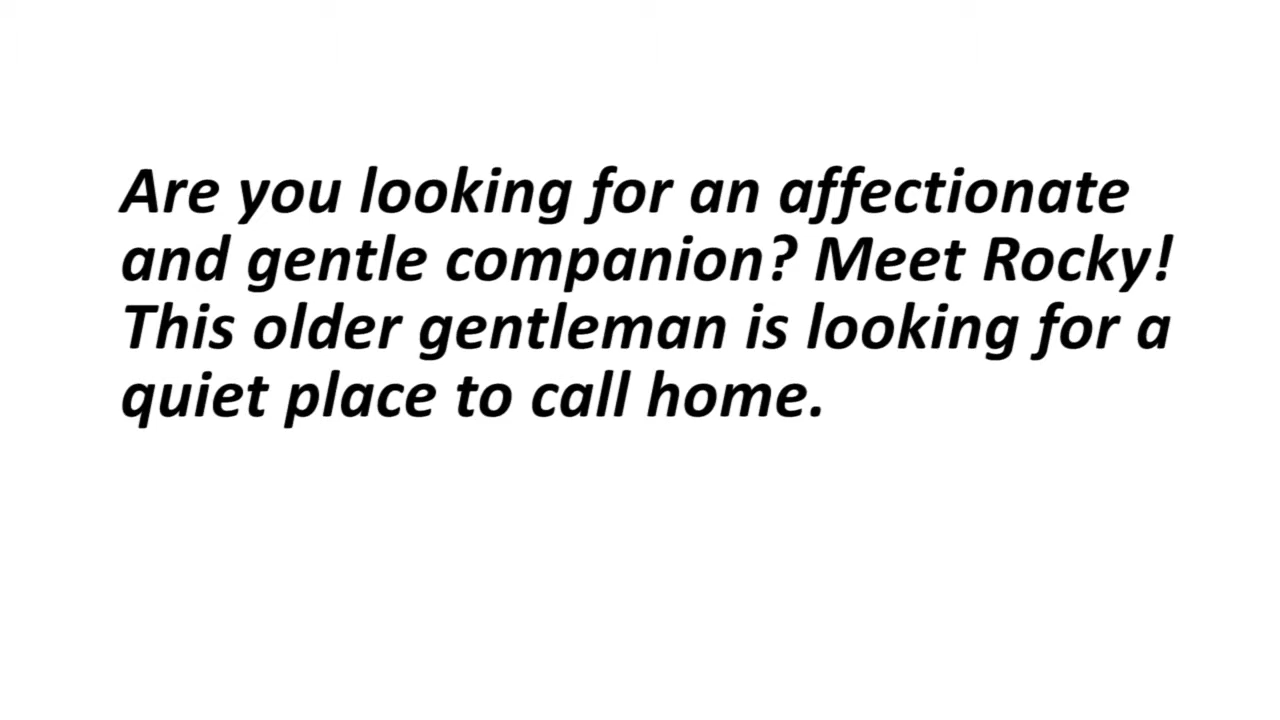 Are you looking for an affectionate
and gentle companion? Meet Rocky!
This older gentleman is looking for a
quiet place to call home.